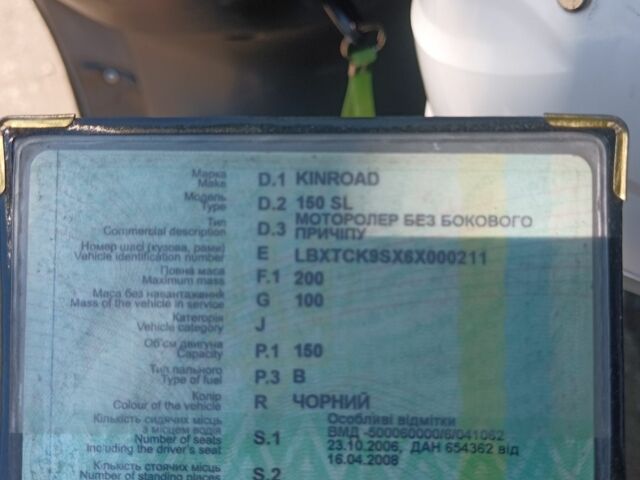 Марка
Make D.1 KINROAD
Модель
Type D.2 150 SL
Тип
Commercial description D.3 МОТОРОЛЕР БЕЗ БОКОВОГО
ПРИЧІПУ
Номер шасі (кузова, рами)
Vehicle identification number E LBXTCK9SX6X000211
Повна маса
Maximum mass F.1 200
Маса без навантаження
Mass of the vehicle in service G 100
Категорія
Vehicle category J
Об'єм двигуна
Capacity P.1 150
Тип пального
Type of fuel P.3 B
Колір
Colour of the vehicle R ЧОРНИЙ
Кількість сидячих місць
з місцем водія
Number of seats
Including the driver's seat S.1
Особливі відмітки
ВМД -500060000/6/041062
23.10.2006, ДАН 654362 від
16.04.2008
Кількість стоячих місць
Number of standing places S.2